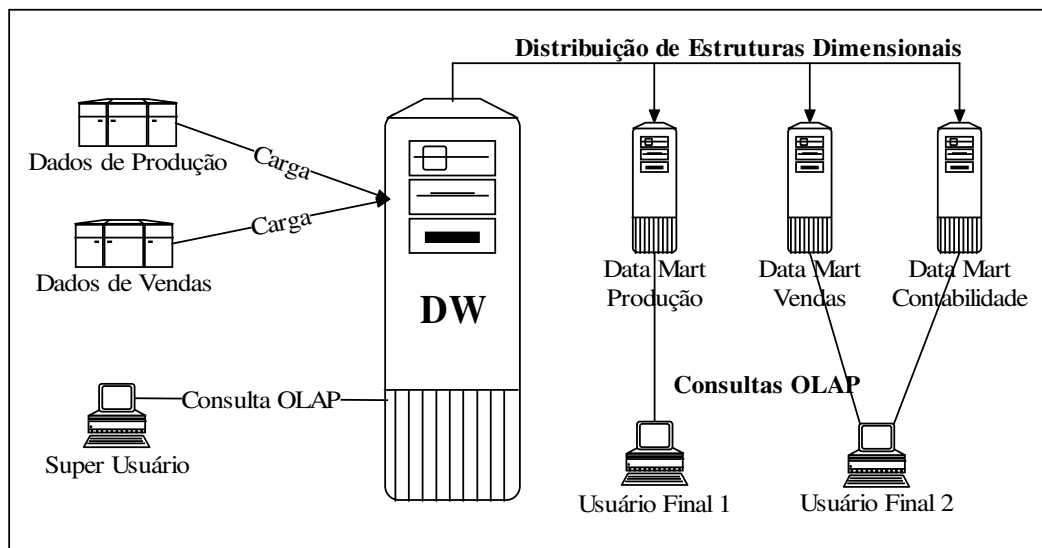 Distribuição de Estruturas Dimensionais
Dados de Produção
Carga
Carga
Dados de Vendas
DW
Data Mart
Produção
Data Mart
Vendas
Data Mart
Contabilidade
Consulta OLAP
Super Usuário
Consultas OLAP
Usuário Final 1
Usuário Final 2